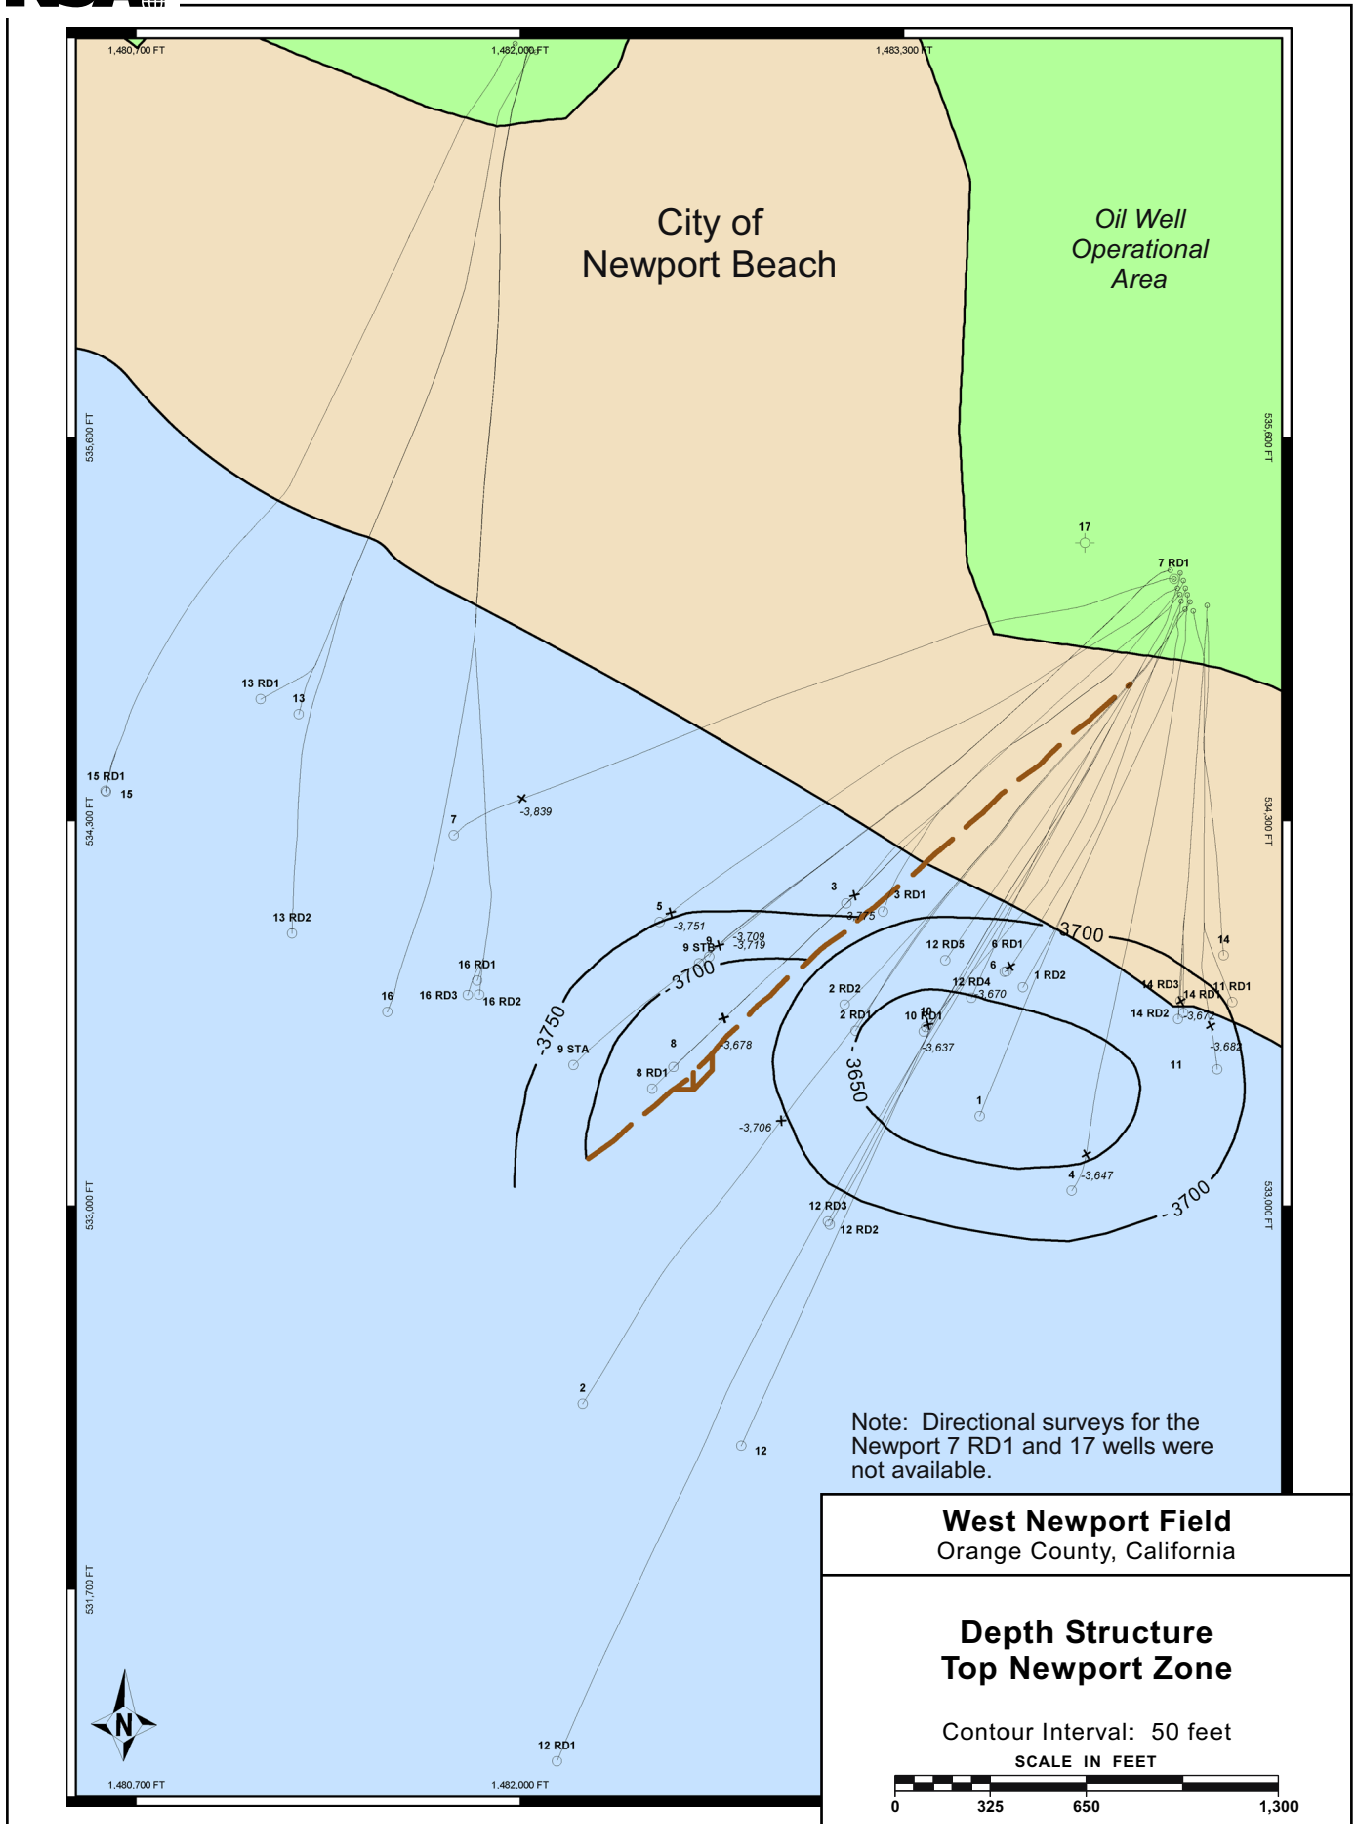 1,480,700 FT
1,482,000 FT
1,483,300 FT
City of
Newport Beach
Oil Well
Operational
Area
535,600 FT
535,600 FT
17
7 RD1
13 RD1
13
15 RD1
15
534,300 FT
534,300 FT
7
-3,839
3
3 RD1
-3,775
5
-3,751
13 RD2
9
-3,709
9 STB
-3,719
-3700
12 RD5
6 RD1
-3700
14
16 RD1
6
1 RD2
12 RD4
-3,670
14 RD3
11 RD1
14 RD1
16
16 RD3
16 RD2
2 RD2
2 RD1
10 RD1
14 RD2
-3,672
-3750
9 STA
-3,678
-3,637
-3,682
8
8 RD1
-3650
11
1
-3,706
4
-3,647
-3700
533,000 FT
533,000 FT
12 RD3
12 RD2
2
12
Note: Directional surveys for the
Newport 7 RD1 and 17 wells were
not available.
West Newport Field
Orange County, California
531,700 FT
Depth Structure
Top Newport Zone
N
Contour Interval: 50 feet
SCALE IN FEET
12 RD1
1,480,700 FT
1,482,000 FT
0
325
650
1,300